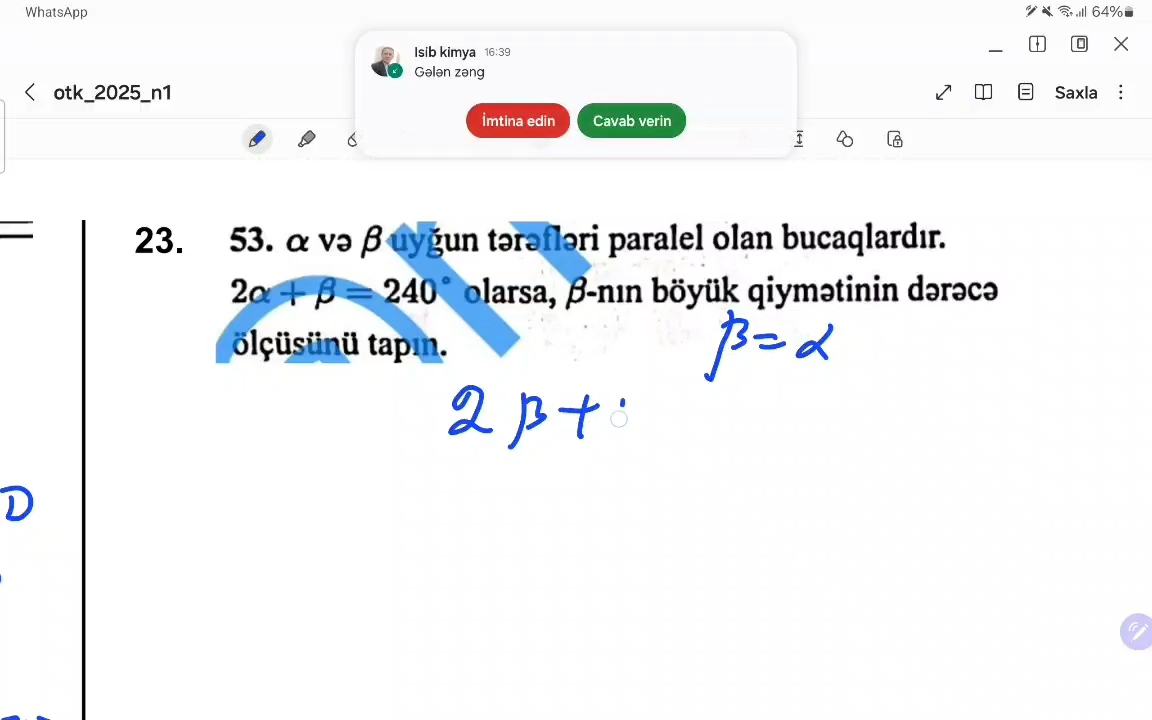 WhatsApp
64%
Isib kimya 16:39
Gələn zəng
otk_2025_n1
Saxla
İmtina edin
Cavab verin
23. 53. α və β uyğun tərəfləri paralel olan bucaqlardır.
2α + β = 240° olarsa, β-nın böyük qiymətinin dərəcə
ölçüsünü tapın.
β = α
2β +
D